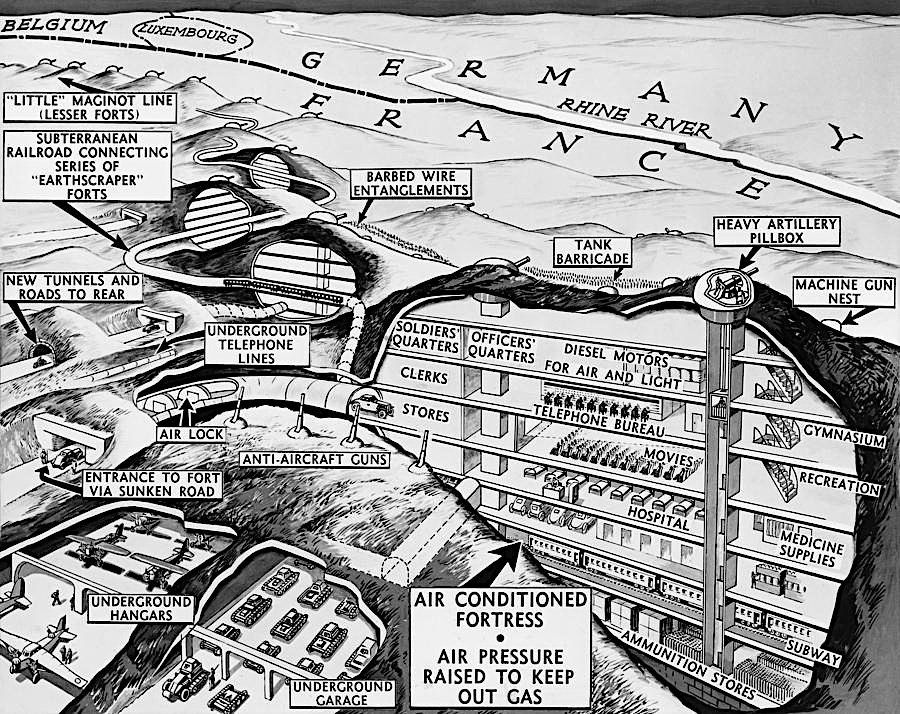 BELGIUM
LUXEMBOURG
GERMANY
FRANCE
RHINE RIVER
"LITTLE" MAGINOT LINE
(LESSER FORTS)
SUBTERRANEAN
RAILROAD CONNECTING
SERIES OF
"EARTHSCRAPER"
FORTS
BARBED WIRE
ENTANGLEMENTS
TANK
BARRICADE
HEAVY ARTILLERY
PILLBOX
MACHINE GUN
NEST
NEW TUNNELS AND
ROADS TO REAR
UNDERGROUND
TELEPHONE
LINES
SOLDIERS'
QUARTERS
OFFICERS'
QUARTERS
DIESEL MOTORS
FOR AIR AND LIGHT
CLERKS
STORES
TELEPHONE BUREAU
MOVIES
GYMNASIUM
RECREATION
HOSPITAL
MEDICINE
SUPPLIES
AIR LOCK
ANTI-AIRCRAFT GUNS
ENTRANCE TO FORT
VIA SUNKEN ROAD
UNDERGROUND
HANGARS
UNDERGROUND
GARAGE
AIR CONDITIONED
FORTRESS
•
AIR PRESSURE
RAISED TO KEEP
OUT GAS
SUBWAY
AMMUNITION STORES